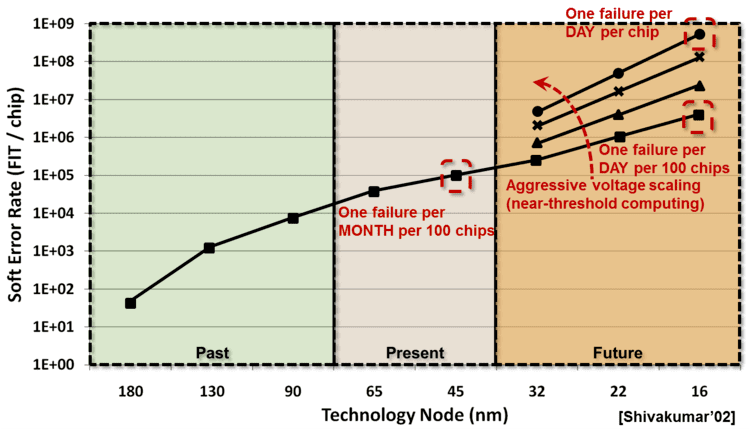 Soft Error Rate (FIT / chip)
1E+09
1E+08
1E+07
1E+06
1E+05
1E+04
1E+03
1E+02
1E+01
1E+00
One failure per
DAY per chip
One failure per
DAY per 100 chips
Aggressive voltage scaling
(near-threshold computing)
One failure per
MONTH per 100 chips
Past
Present
Future
180
130
90
65
45
32
22
16
Technology Node (nm)
[Shivakumar'02]